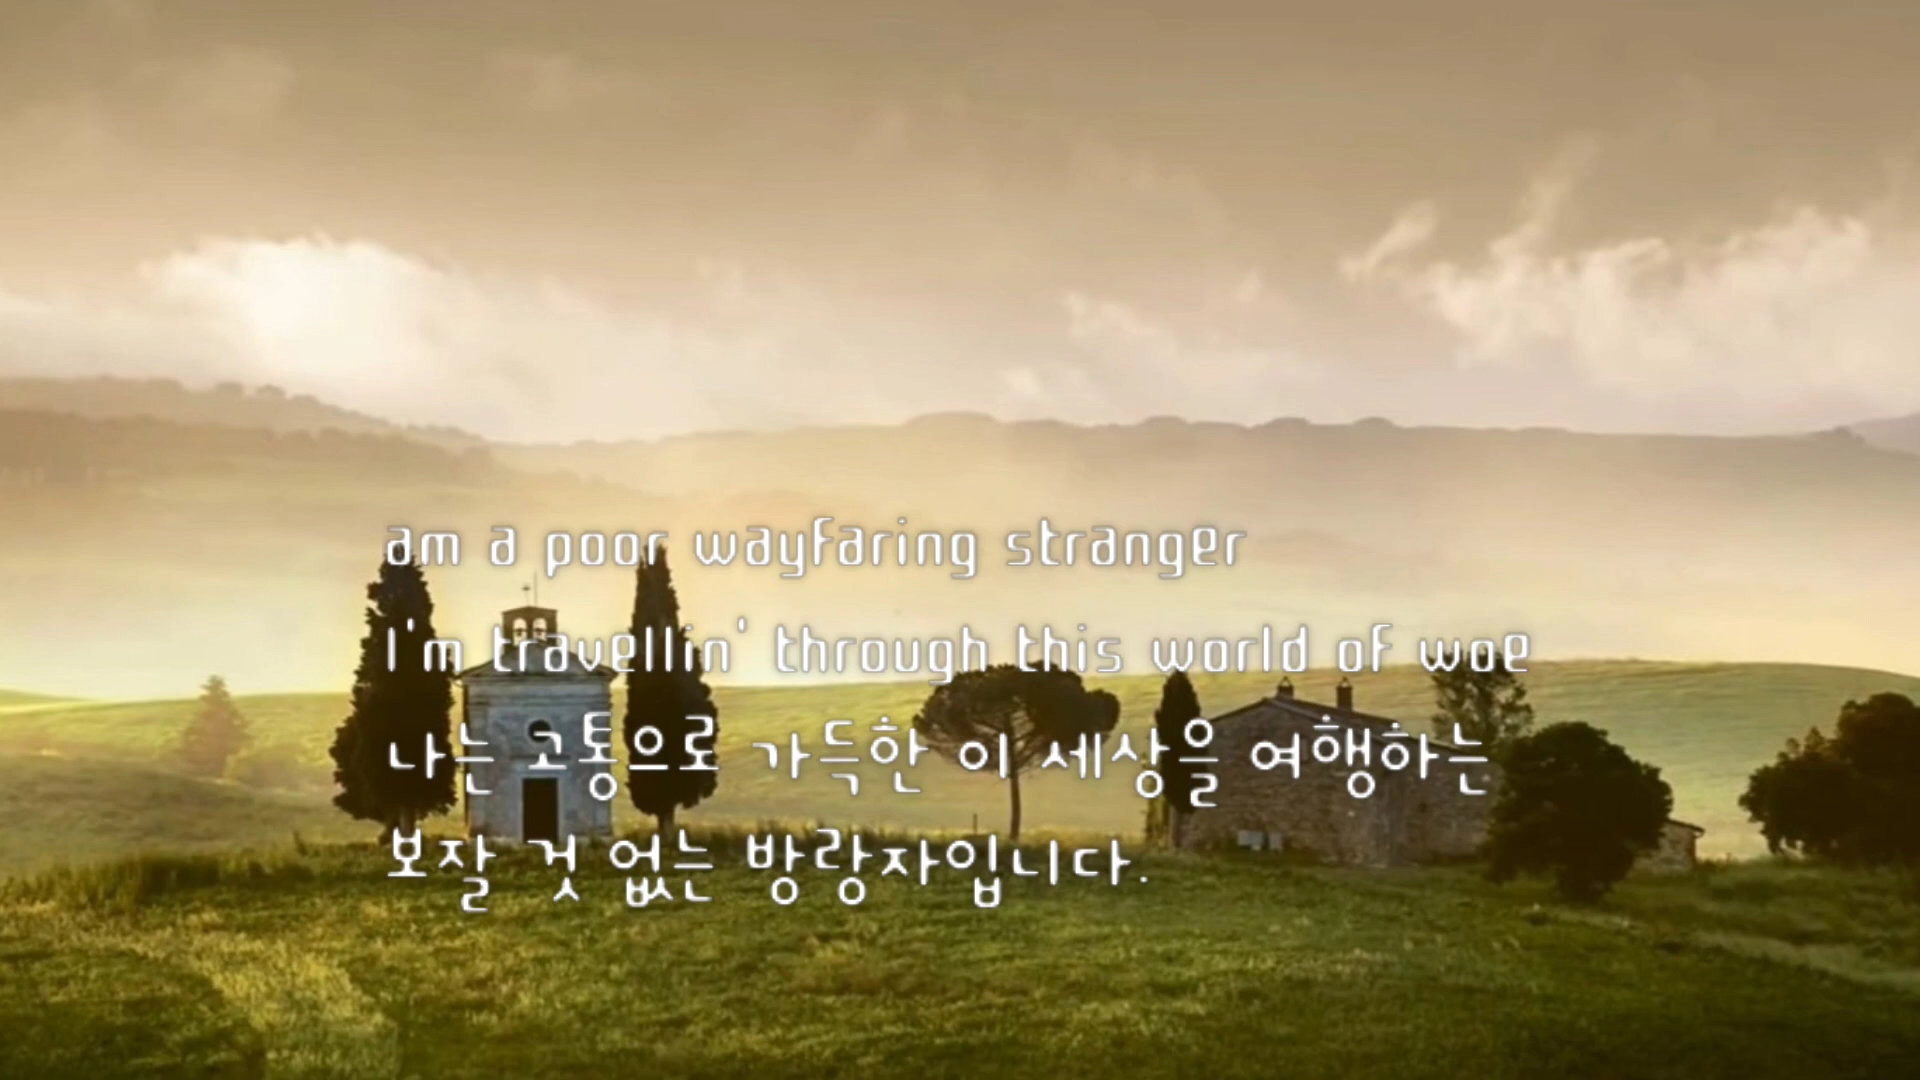 am a poor wayfaring stranger
I'm travellin' through this world of woe
나는 고통으로 가득한 이 세상을 여행하는
보잘 것 없는 방랑자입니다.